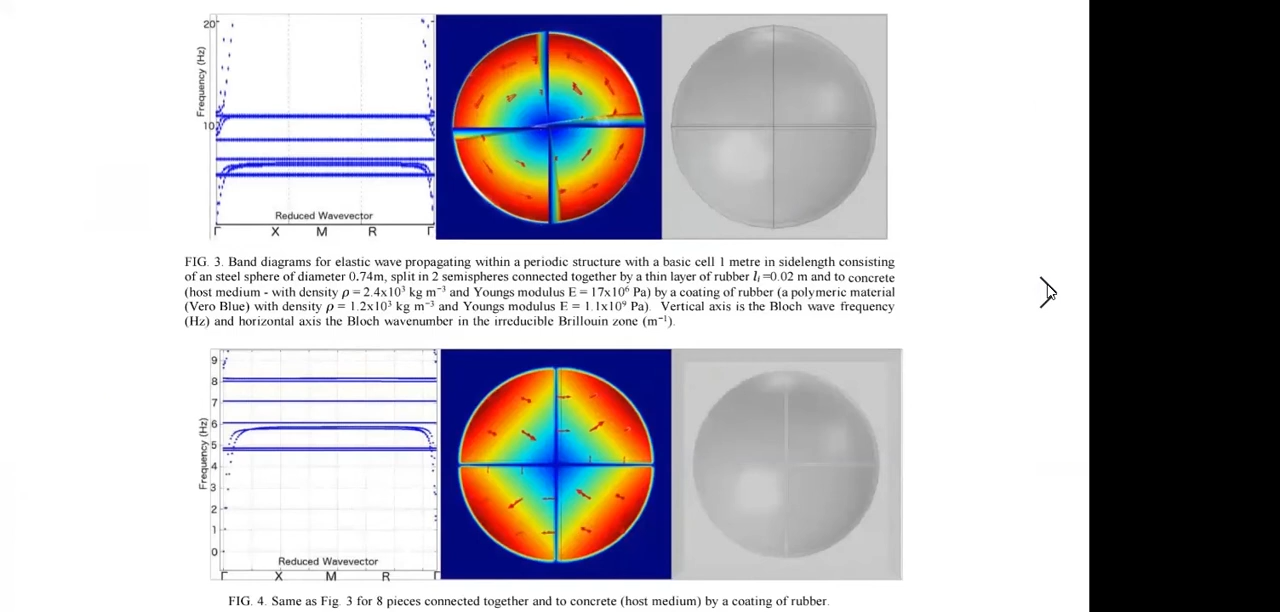 20
Frequency (Hz)
10
Reduced Wavevector
Γ X M R Γ
FIG. 3. Band diagrams for elastic wave propagating within a periodic structure with a basic cell 1 metre in sidelength consisting
of an steel sphere of diameter 0.74m, split in 2 semispheres connected together by a thin layer of rubber lₗ=0.02 m and to concrete
(host medium - with density ρ = 2.4x10³ kg m⁻³ and Youngs modulus E = 17x10⁶ Pa) by a coating of rubber (a polymeric material
(Vero Blue) with density ρ = 1.2x10³ kg m⁻³ and Youngs modulus E = 1.1x10⁹ Pa). Vertical axis is the Bloch wave frequency
(Hz) and horizontal axis the Bloch wavenumber in the irreducible Brillouin zone (m⁻¹).
9
8
7
6
5
4
3
2
1
0
Frequency (Hz)
Reduced Wavevector
Γ X M R Γ
FIG. 4. Same as Fig. 3 for 8 pieces connected together and to concrete (host medium) by a coating of rubber.